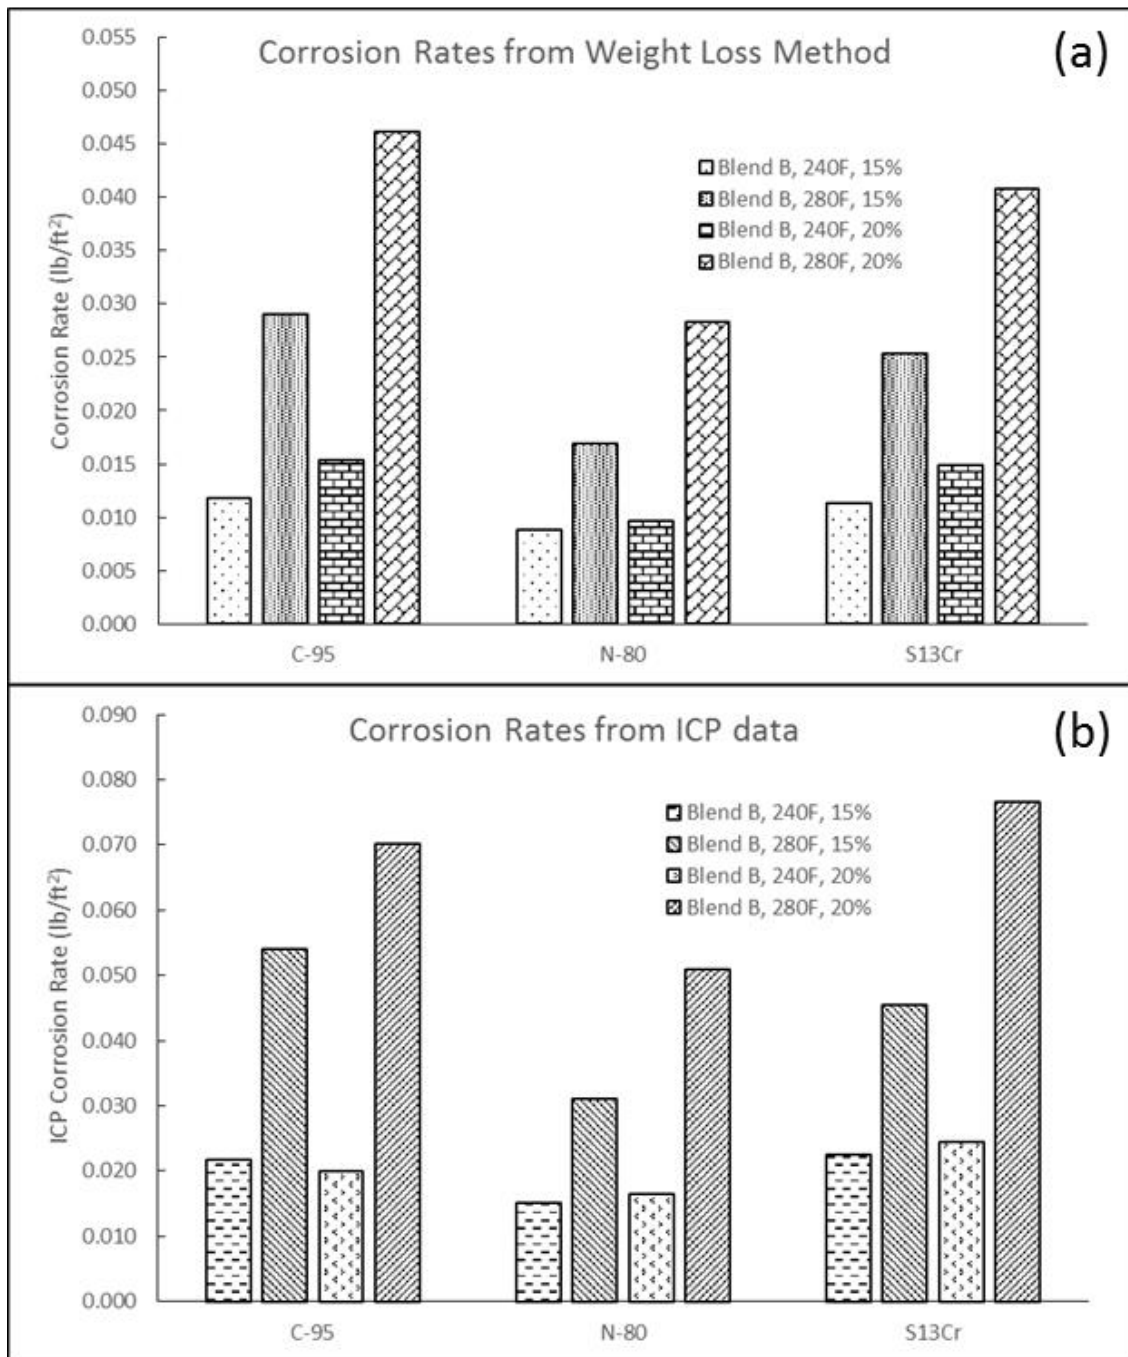 Corrosion Rates from Weight Loss Method
(a)
Corrosion Rate (lb/ft²)
0.055
0.050
0.045
0.040
0.035
0.030
0.025
0.020
0.015
0.010
0.005
0.000
Blend B, 240F, 15%
Blend B, 280F, 15%
Blend B, 240F, 20%
Blend B, 280F, 20%
C-95
N-80
S13Cr
Corrosion Rates from ICP data
(b)
ICP Corrosion Rate (lb/ft²)
0.090
0.080
0.070
0.060
0.050
0.040
0.030
0.020
0.010
0.000
Blend B, 240F, 15%
Blend B, 280F, 15%
Blend B, 240F, 20%
Blend B, 280F, 20%
C-95
N-80
S13Cr